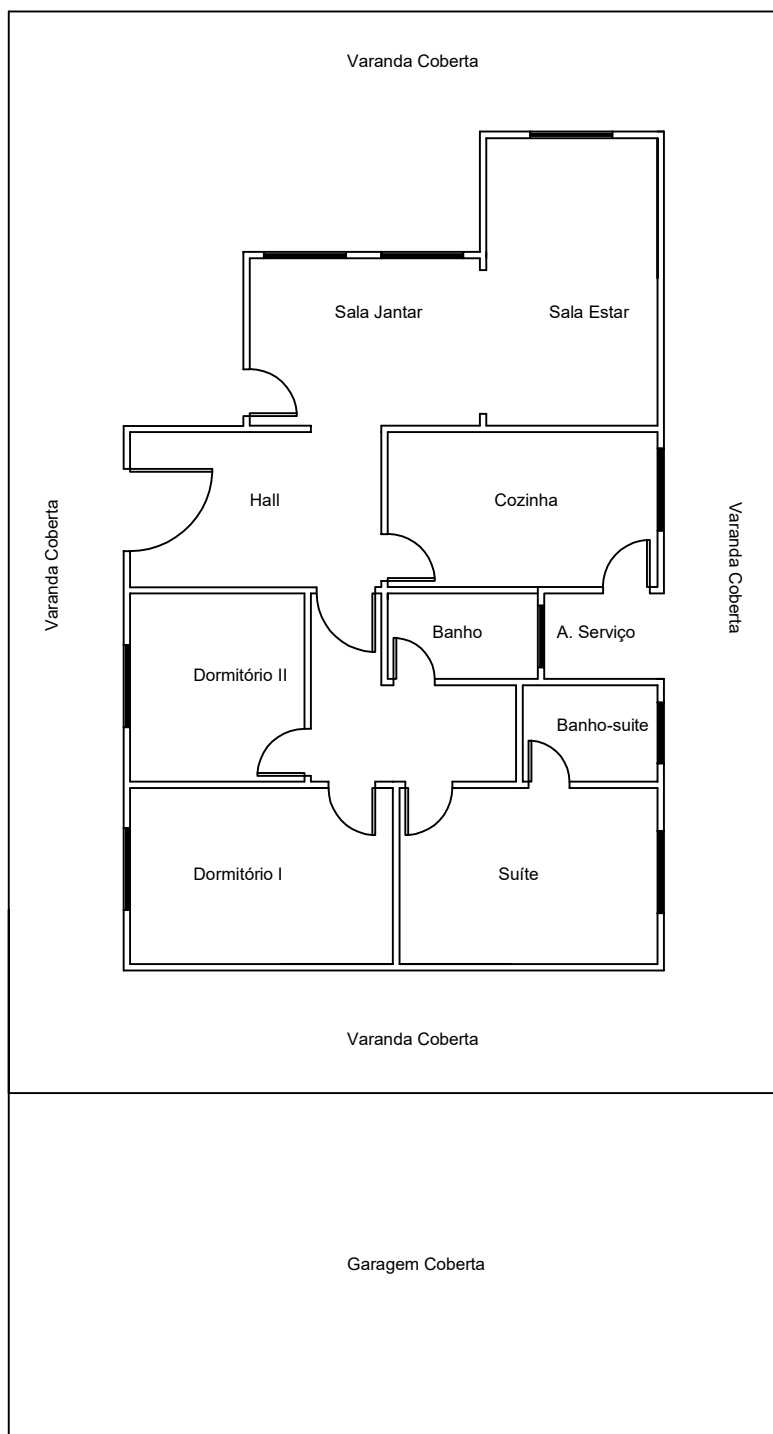 Varanda Coberta
Sala Jantar
Sala Estar
Hall
Cozinha
Varanda Coberta
Varanda Coberta
Banho
A. Serviço
Dormitório II
Banho-suite
Dormitório I
Suíte
Varanda Coberta
Garagem Coberta